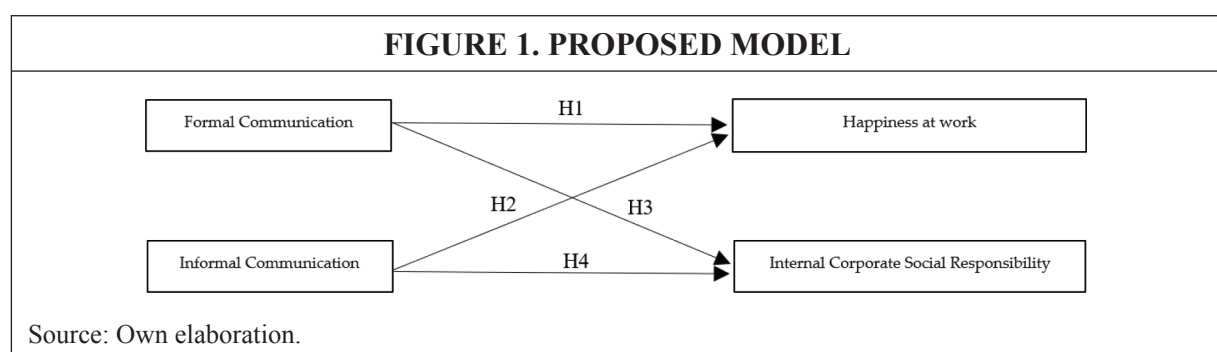 FIGURE 1. PROPOSED MODEL
Formal Communication
H1
Happiness at work
H2
H3
Informal Communication
H4
Internal Corporate Social Responsibility
Source: Own elaboration.